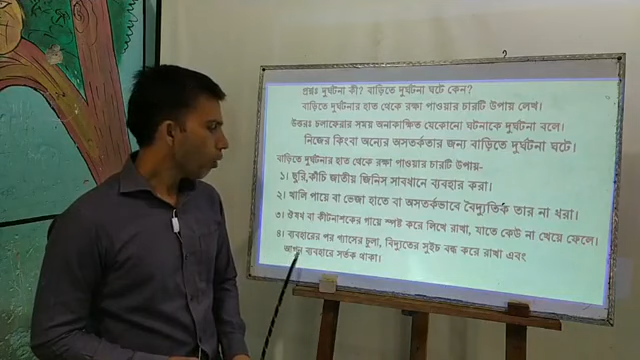 প্রশ্নঃ দুর্ঘটনা কী? বাড়িতে দুর্ঘটনা ঘটে কেন?
বাড়িতে দুর্ঘটনার হাত থেকে রক্ষা পাওয়ার চারটি উপায় লেখ।
উত্তরঃ চলাফেরার সময় অনাকাঙ্ক্ষিত যেকোনো ঘটনাকে দুর্ঘটনা বলে।
নিজের কিংবা অন্যের অসতর্কতার জন্য বাড়িতে দুর্ঘটনা ঘটে।
বাড়িতে দুর্ঘটনার হাত থেকে রক্ষা পাওয়ার চারটি উপায়-
১। ছুরি,কাঁচি জাতীয় জিনিস সাবধানে ব্যবহার করা।
২। খালি পায়ে বা ভেজা হাতে বা অসতর্কভাবে বৈদ্যুতিক তার না ধরা।
৩। ঔষধ বা কীটনাশকের গায়ে স্পষ্ট করে লিখে রাখা, যাতে কেউ না খেয়ে ফেলে।
৪। ব্যবহারের পর গ্যাসের চুলা, বিদ্যুতের সুইচ বন্ধ করে রাখা এবং
আগুন ব্যবহারে সর্তক থাকা।